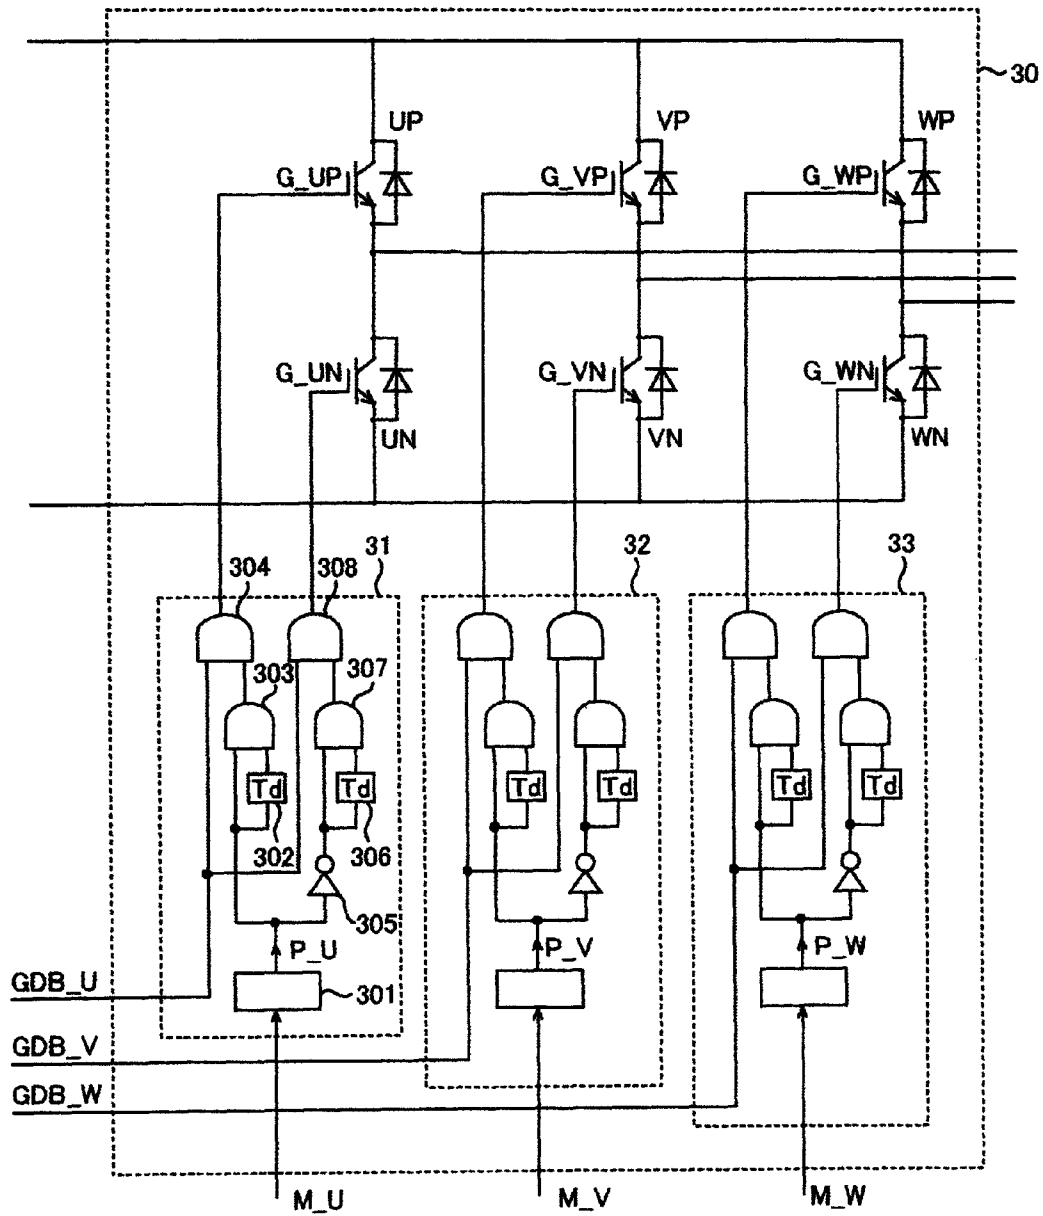 30
UP VP WP
G_UP G_VP G_WP
G_UN G_VN G_WN
UN VN WN
31 32 33
304 308
303 307
Td Td Td Td Td Td
302 306
305
P_U P_V P_W
GDB_U
301
GDB_V
GDB_W
M_U M_V M_W